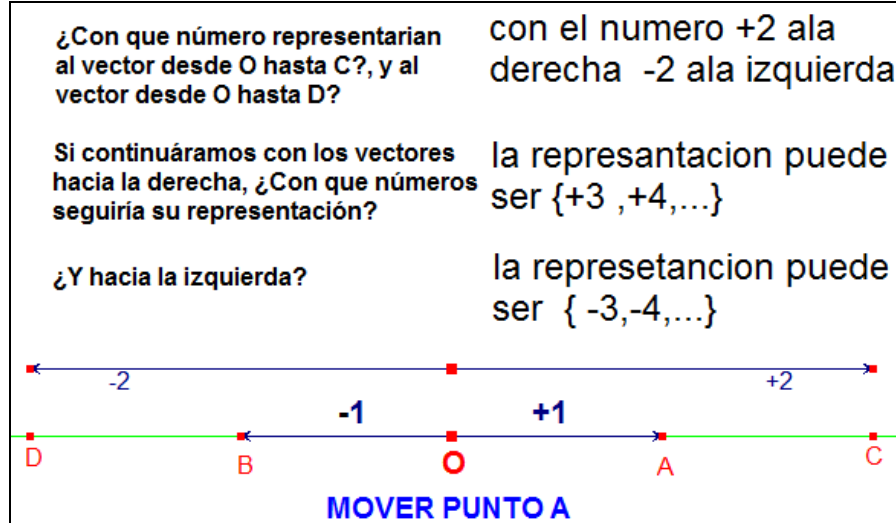 ¿Con que número representarian
al vector desde O hasta C?, y al
vector desde O hasta D?
con el numero +2 ala
derecha -2 ala izquierda
Si continuáramos con los vectores
hacia la derecha, ¿Con que números
seguiría su representación?
la represantacion puede
ser {+3 ,+4,...}
¿Y hacia la izquierda?
la represetancion puede
ser { -3,-4,...}
-2
+2
-1
+1
D
B
O
A
C
MOVER PUNTO A